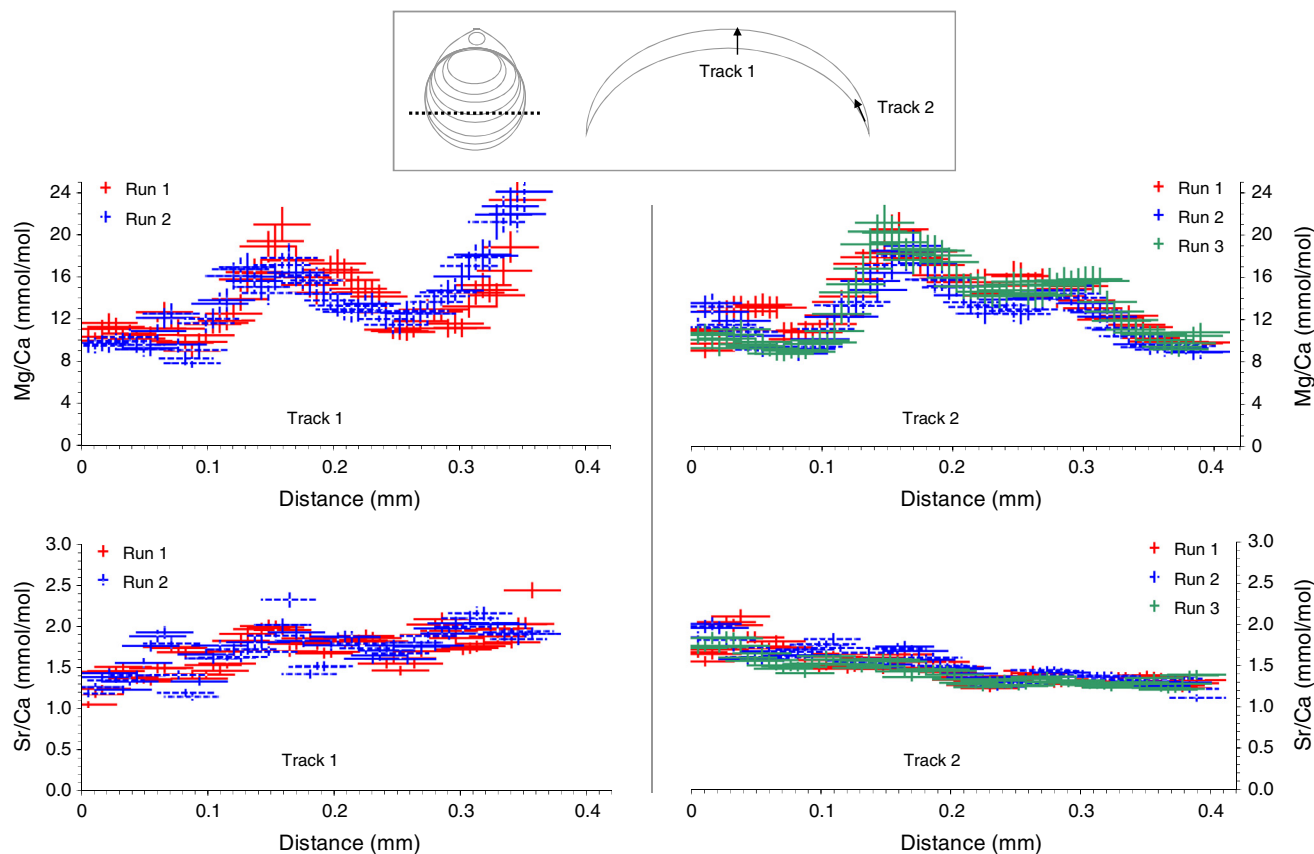 Track 1
Track 2
Mg/Ca (mmol/mol)
24
20
16
12
8
4
0
Run 1
Run 2
Track 1
0 0.1 0.2 0.3 0.4
Distance (mm)
Run 1
Run 2
Run 3
Track 2
24
20
16
12
8
4
0
Mg/Ca (mmol/mol)
0 0.1 0.2 0.3 0.4
Distance (mm)
Sr/Ca (mmol/mol)
3.0
2.5
2.0
1.5
1.0
0.5
0.0
Run 1
Run 2
Track 1
0 0.1 0.2 0.3 0.4
Distance (mm)
Run 1
Run 2
Run 3
Track 2
3.0
2.5
2.0
1.5
1.0
0.5
0.0
Sr/Ca (mmol/mol)
0 0.1 0.2 0.3 0.4
Distance (mm)